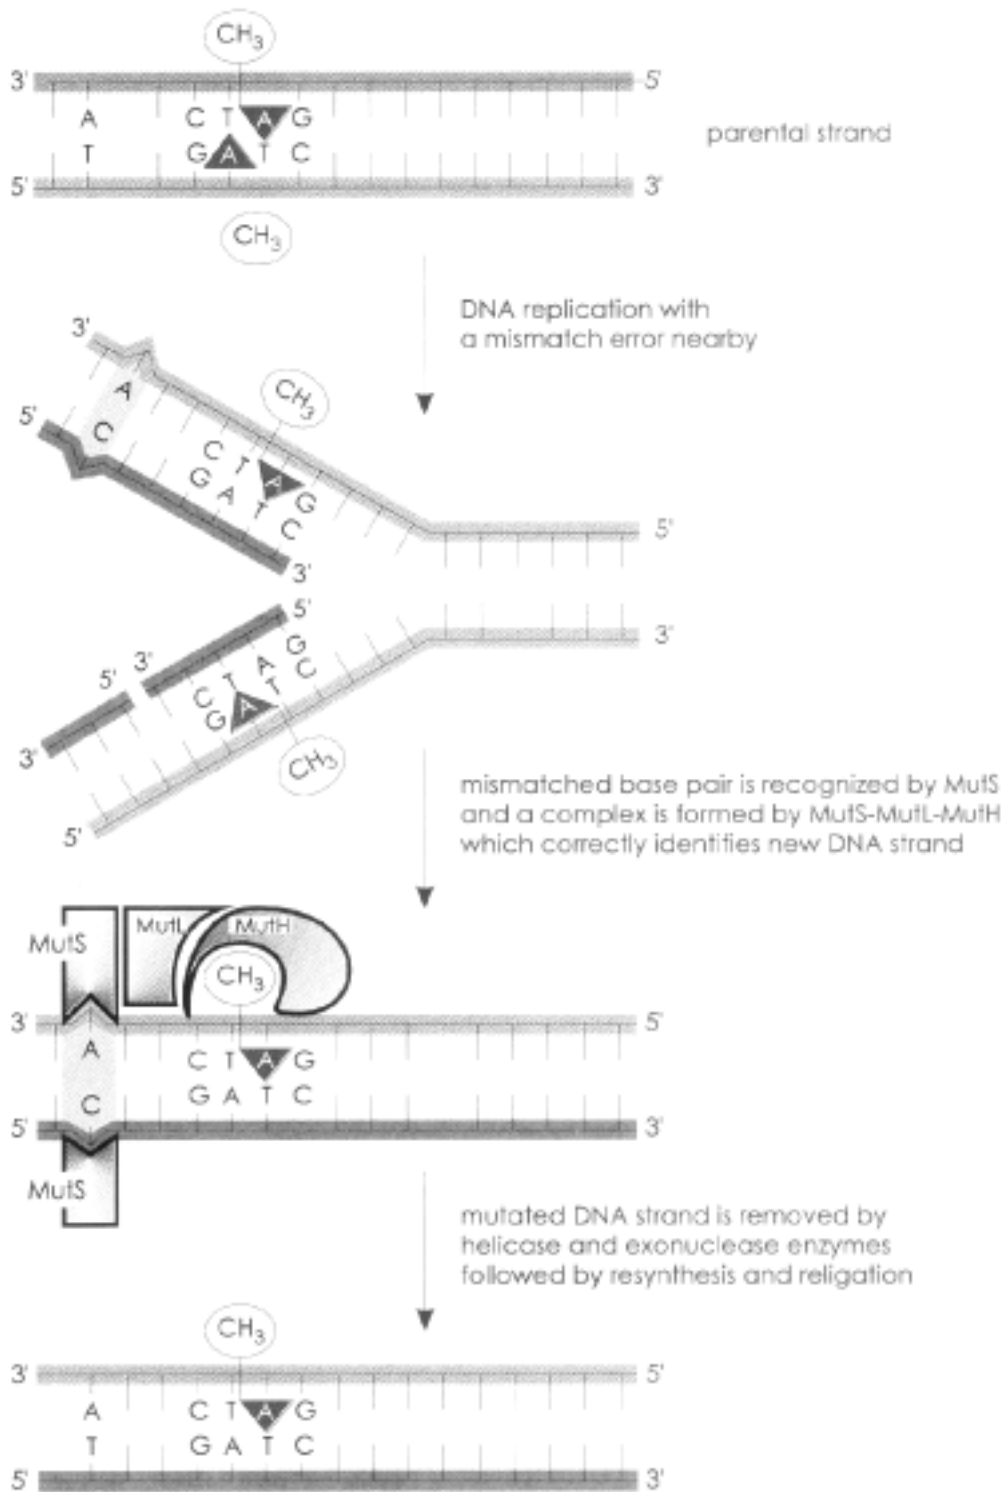 CH3
3' 5'
A C T A G
parental strand
T G A T C
5' 3'
CH3
DNA replication with
a mismatch error nearby
3'
A
CH3
5'
C
C T A G
G A T C
5'
3'
5'
3'
5' 3'
C T A G
G A T C
3'
CH3
5'
mismatched base pair is recognized by MutS
and a complex is formed by MutS-MutL-MutH
which correctly identifies new DNA strand
MutS
MutL MutH
CH3
3' 5'
A C T A G
C G A T C
5' 3'
MutS
mutated DNA strand is removed by
helicase and exonuclease enzymes
followed by resynthesis and religation
CH3
3' 5'
A C T A G
T G A T C
5' 3'